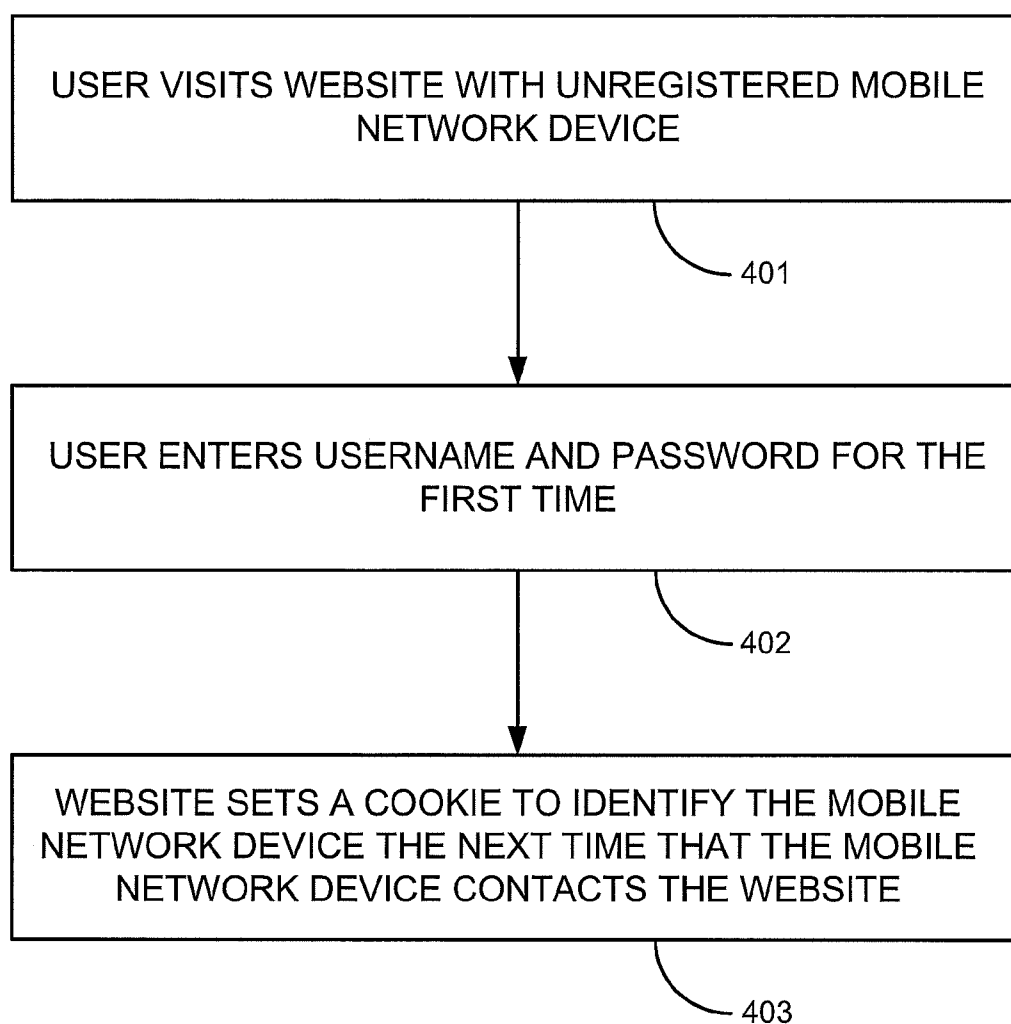 USER VISITS WEBSITE WITH UNREGISTERED MOBILE
NETWORK DEVICE
401
USER ENTERS USERNAME AND PASSWORD FOR THE
FIRST TIME
402
WEBSITE SETS A COOKIE TO IDENTIFY THE MOBILE
NETWORK DEVICE THE NEXT TIME THAT THE MOBILE
NETWORK DEVICE CONTACTS THE WEBSITE
403